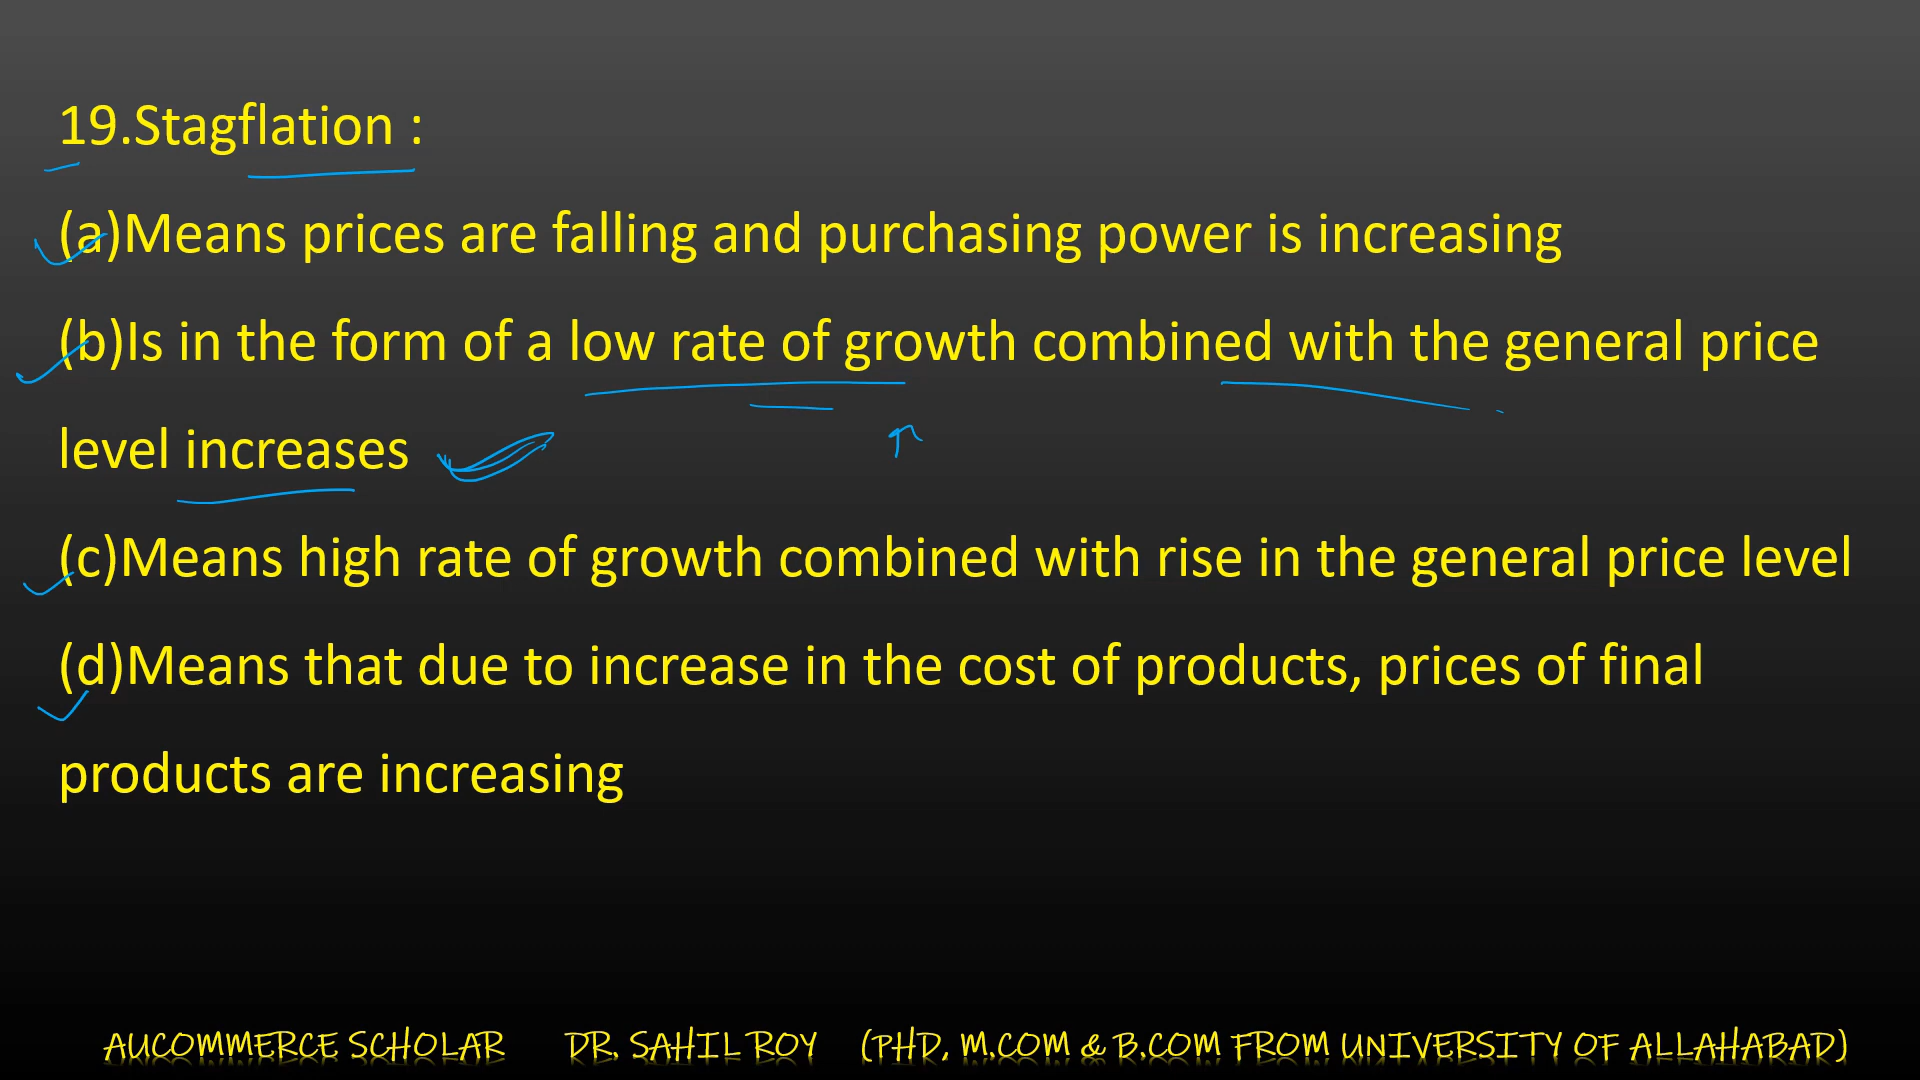 19.Stagflation :
(a)Means prices are falling and purchasing power is increasing
(b)Is in the form of a low rate of growth combined with the general price
level increases
(c)Means high rate of growth combined with rise in the general price level
(d)Means that due to increase in the cost of products, prices of final
products are increasing
AUCOMMERCE SCHOLAR DR. SAHIL ROY (PHD, M.COM & B.COM FROM UNIVERSITY OF ALLAHABAD)